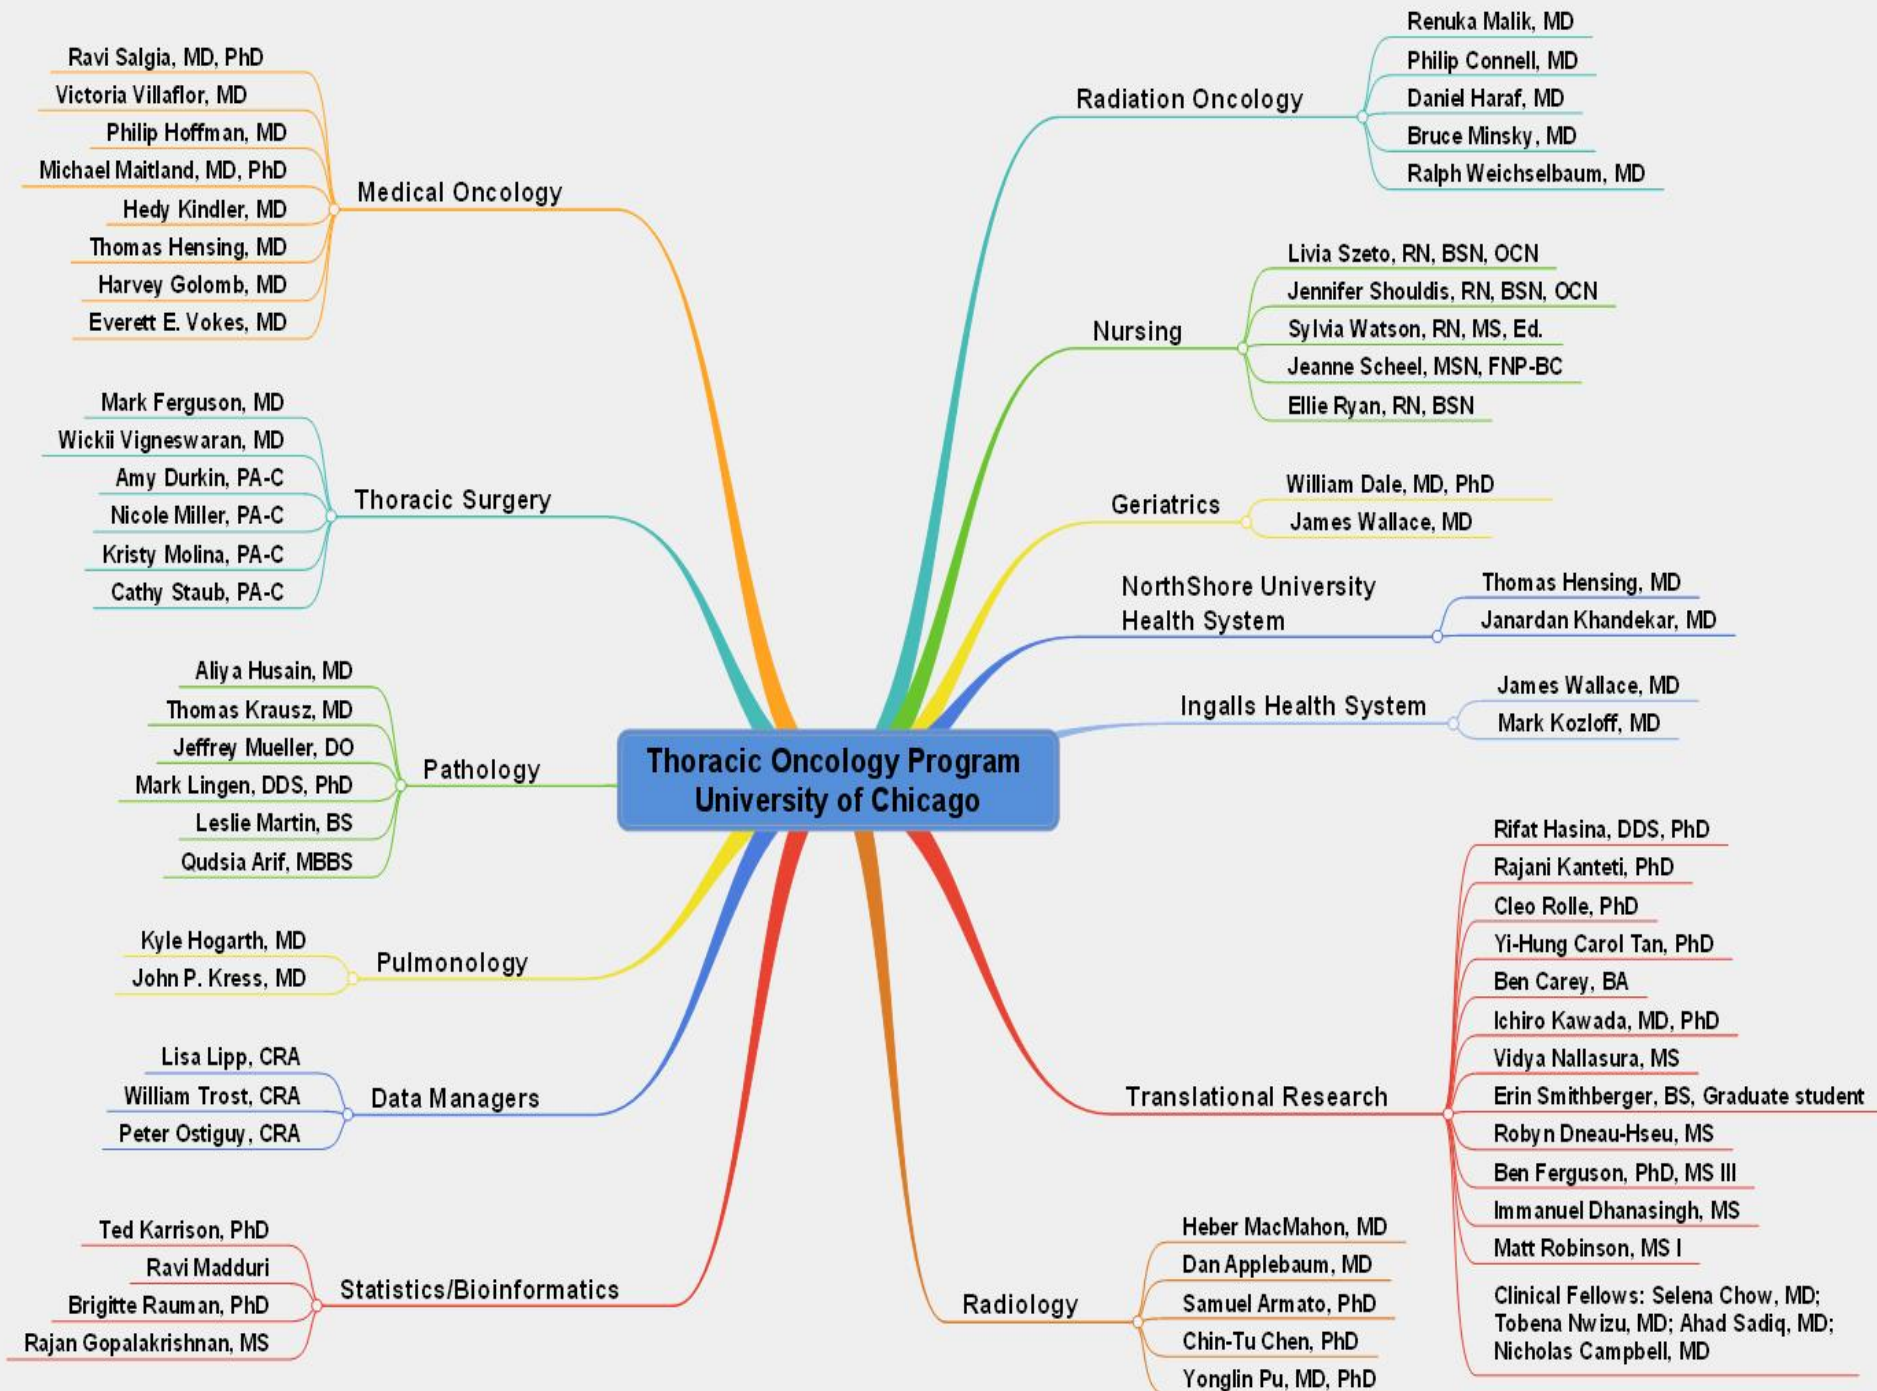 Ravi Salgia, MD, PhD
Victoria Villaflor, MD
Philip Hoffman, MD
Michael Maitland, MD, PhD
Hedy Kindler, MD
Thomas Hensing, MD
Harvey Golomb, MD
Everett E. Vokes, MD
Medical Oncology
Mark Ferguson, MD
Wickii Vigneswaran, MD
Amy Durkin, PA-C
Nicole Miller, PA-C
Kristy Molina, PA-C
Cathy Staub, PA-C
Thoracic Surgery
Aliya Husain, MD
Thomas Krausz, MD
Jeffrey Mueller, DO
Mark Lingen, DDS, PhD
Leslie Martin, BS
Qudsia Arif, MBBS
Pathology
Kyle Hogarth, MD
John P. Kress, MD
Pulmonology
Lisa Lipp, CRA
William Trost, CRA
Peter Ostiguy, CRA
Data Managers
Ted Karrison, PhD
Ravi Madduri
Brigitte Rauman, PhD
Rajan Gopalakrishnan, MS
Statistics/Bioinformatics
Thoracic Oncology Program
University of Chicago
Radiation Oncology
Renuka Malik, MD
Philip Connell, MD
Daniel Haraf, MD
Bruce Minsky, MD
Ralph Weichselbaum, MD
Nursing
Livia Szeto, RN, BSN, OCN
Jennifer Shouldis, RN, BSN, OCN
Sylvia Watson, RN, MS, Ed.
Jeanne Scheel, MSN, FNP-BC
Ellie Ryan, RN, BSN
Geriatrics
William Dale, MD, PhD
James Wallace, MD
NorthShore University
Health System
Thomas Hensing, MD
Janardan Khandekar, MD
Ingalls Health System
James Wallace, MD
Mark Kozloff, MD
Translational Research
Rifat Hasina, DDS, PhD
Rajani Kanteti, PhD
Cleo Rolle, PhD
Yi-Hung Carol Tan, PhD
Ben Carey, BA
Ichiro Kawada, MD, PhD
Vidya Nallasura, MS
Erin Smithberger, BS, Graduate student
Robyn Dneau-Hseu, MS
Ben Ferguson, PhD, MS III
Immanuel Dhanasingh, MS
Matt Robinson, MS I
Clinical Fellows: Selena Chow, MD;
Tobena Nwizu, MD; Ahad Sadiq, MD;
Nicholas Campbell, MD
Radiology
Heber MacMahon, MD
Dan Applebaum, MD
Samuel Armato, PhD
Chin-Tu Chen, PhD
Yonglin Pu, MD, PhD